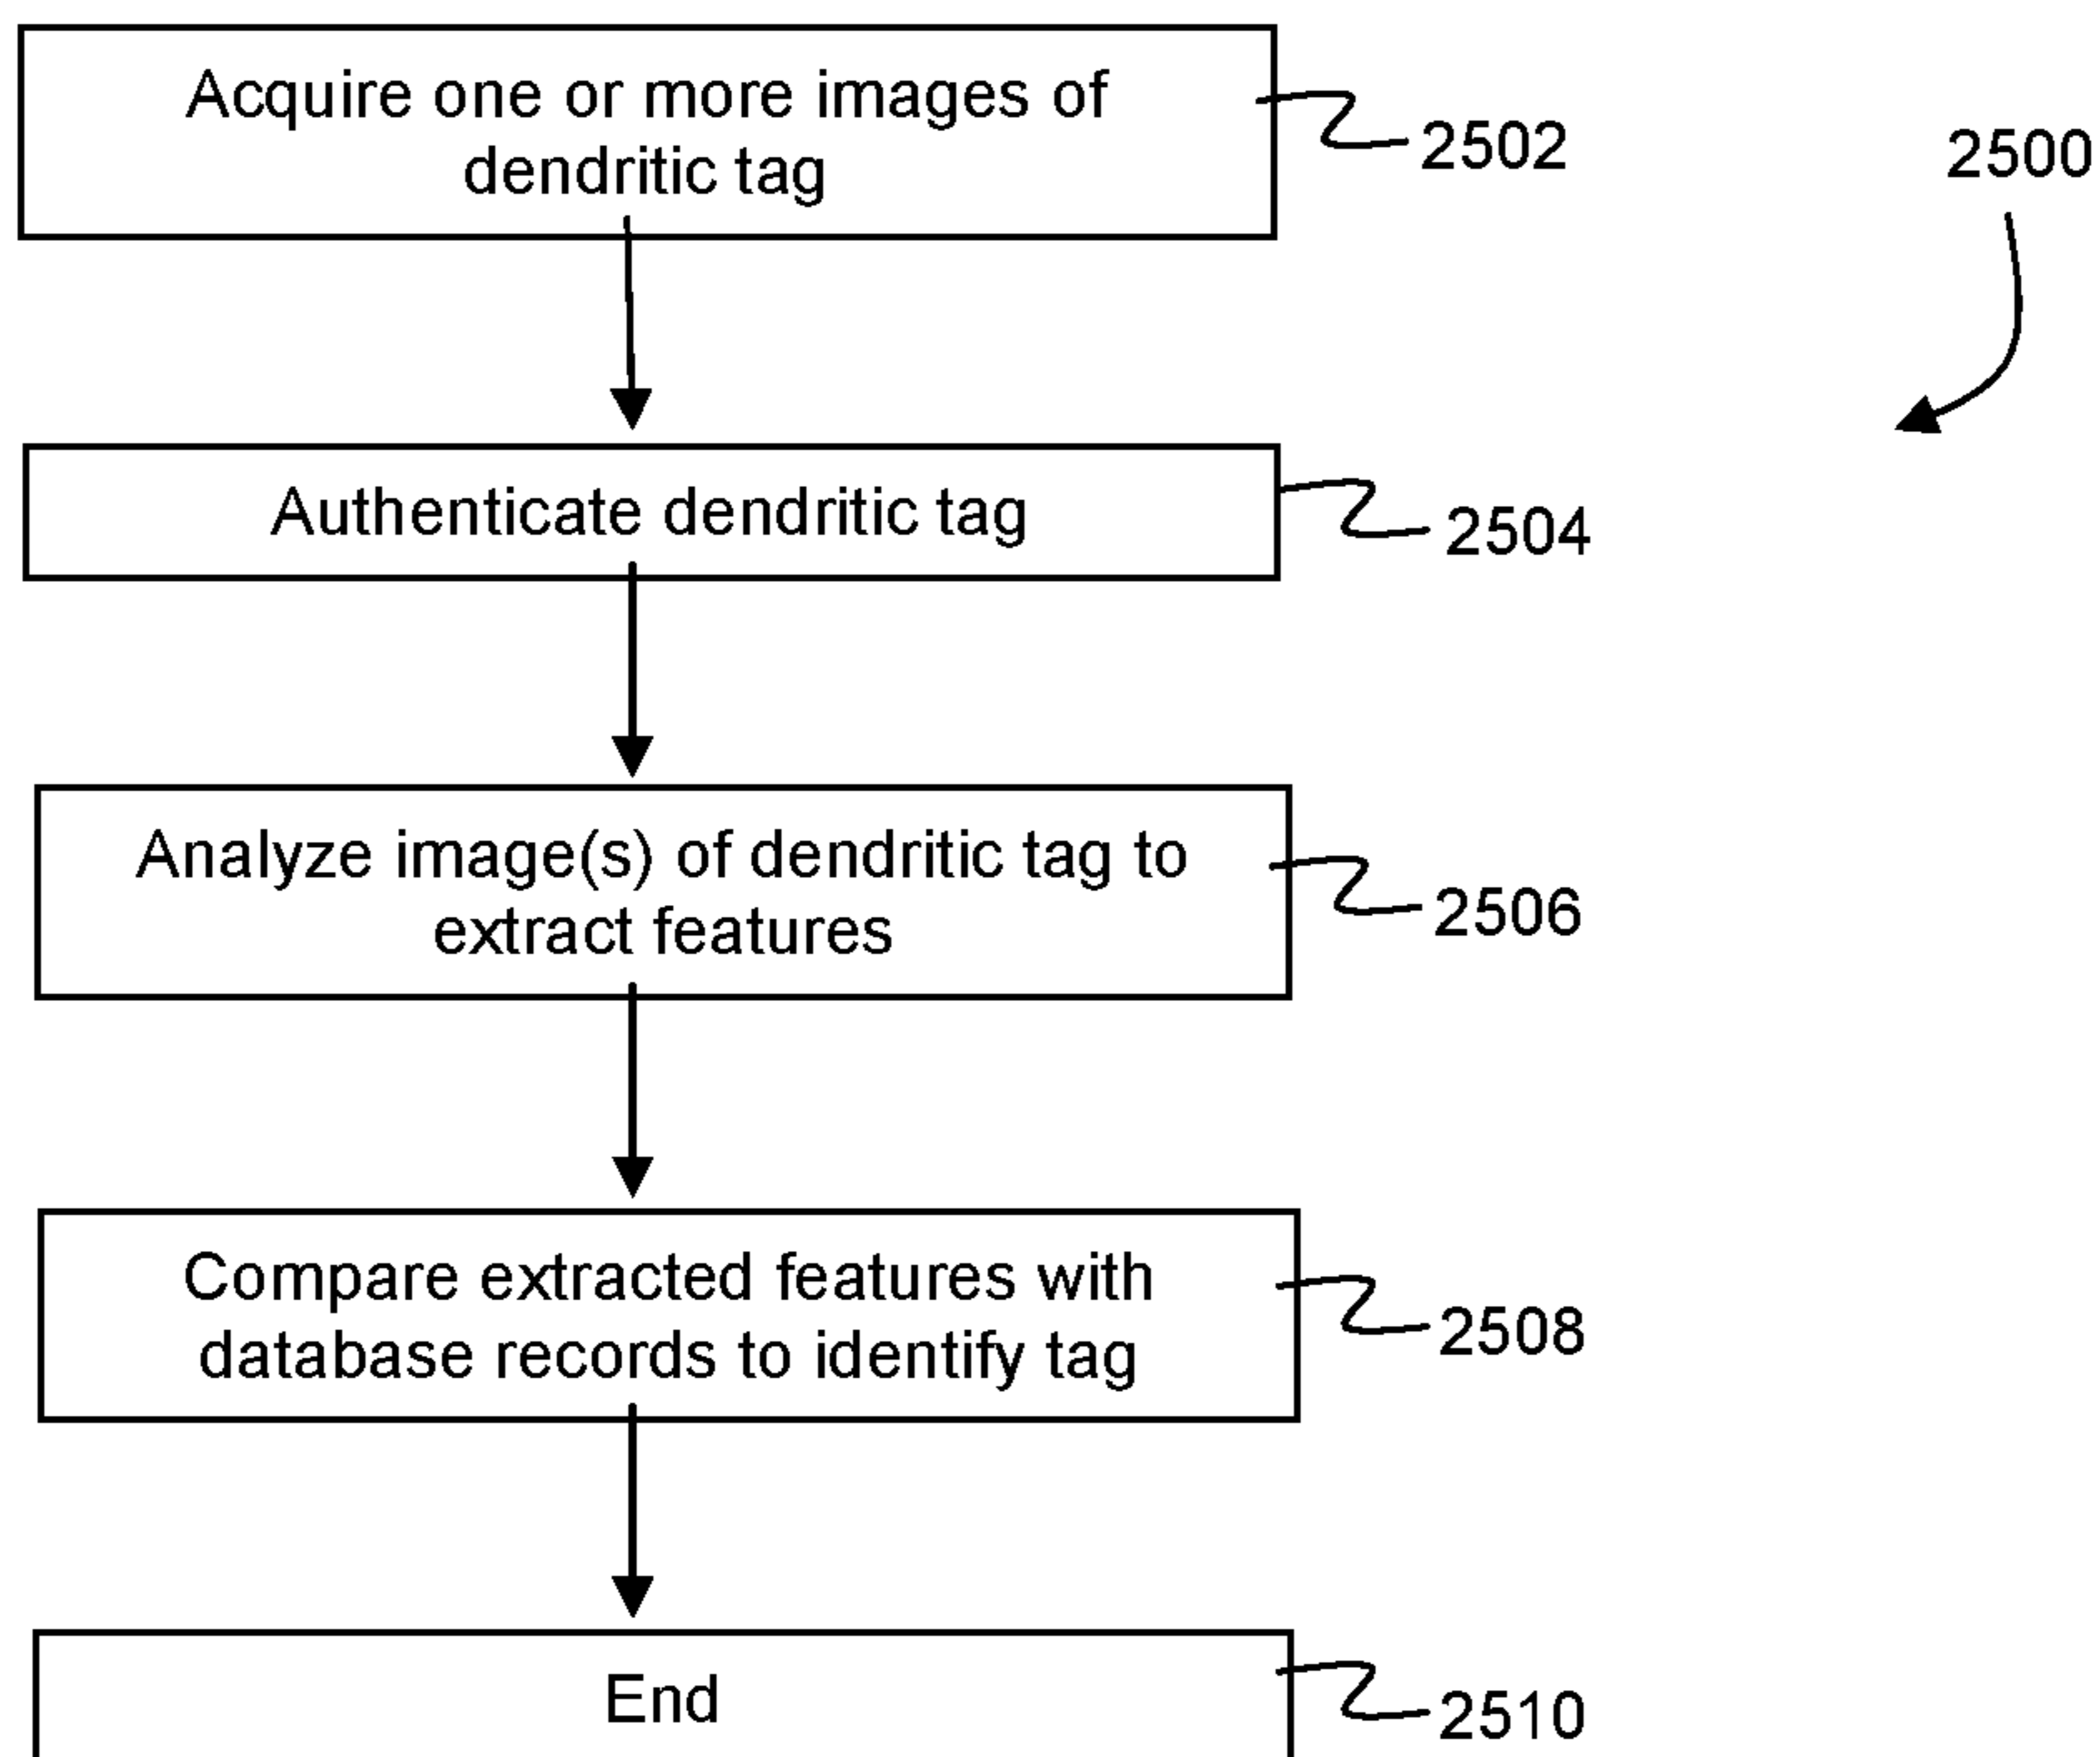 Acquire one or more images of
dendritic tag
2502
2500
Authenticate dendritic tag
2504
Analyze image(s) of dendritic tag to
extract features
2506
Compare extracted features with
database records to identify tag
2508
End
2510